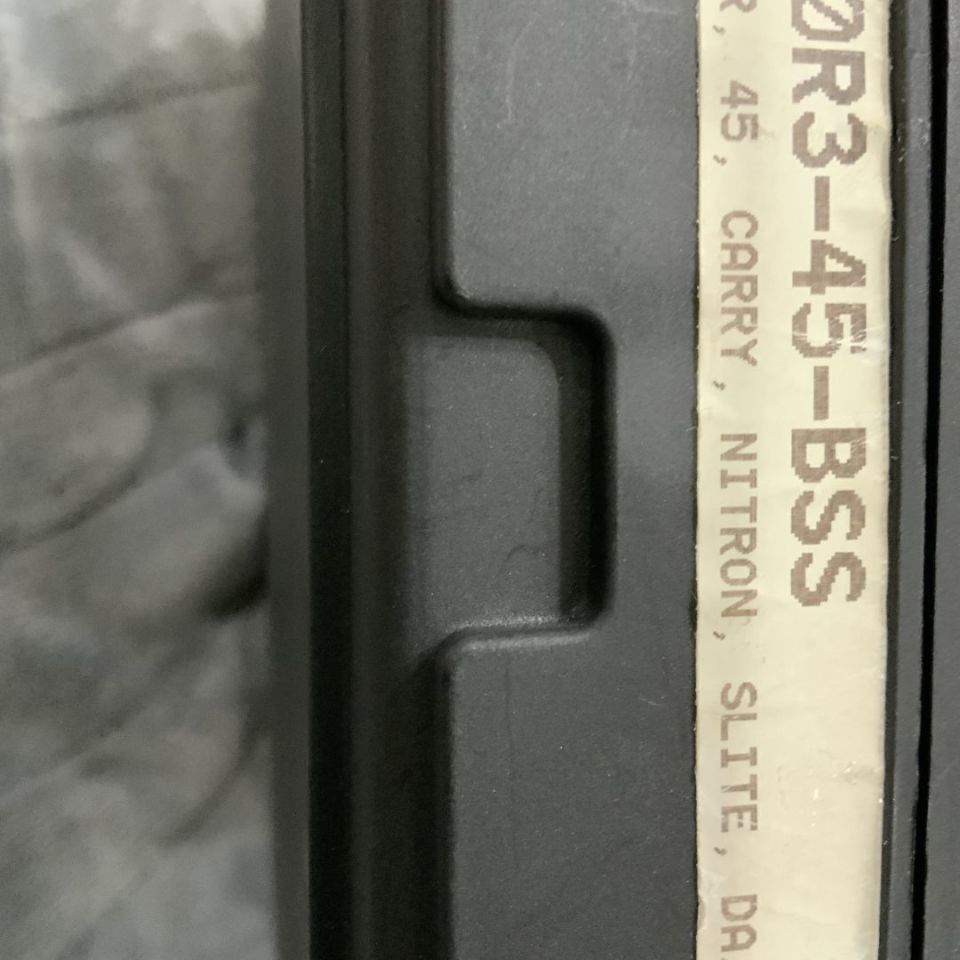 0R3-45-BSS
R, 45, CARRY, NITRON, SLITE, DA